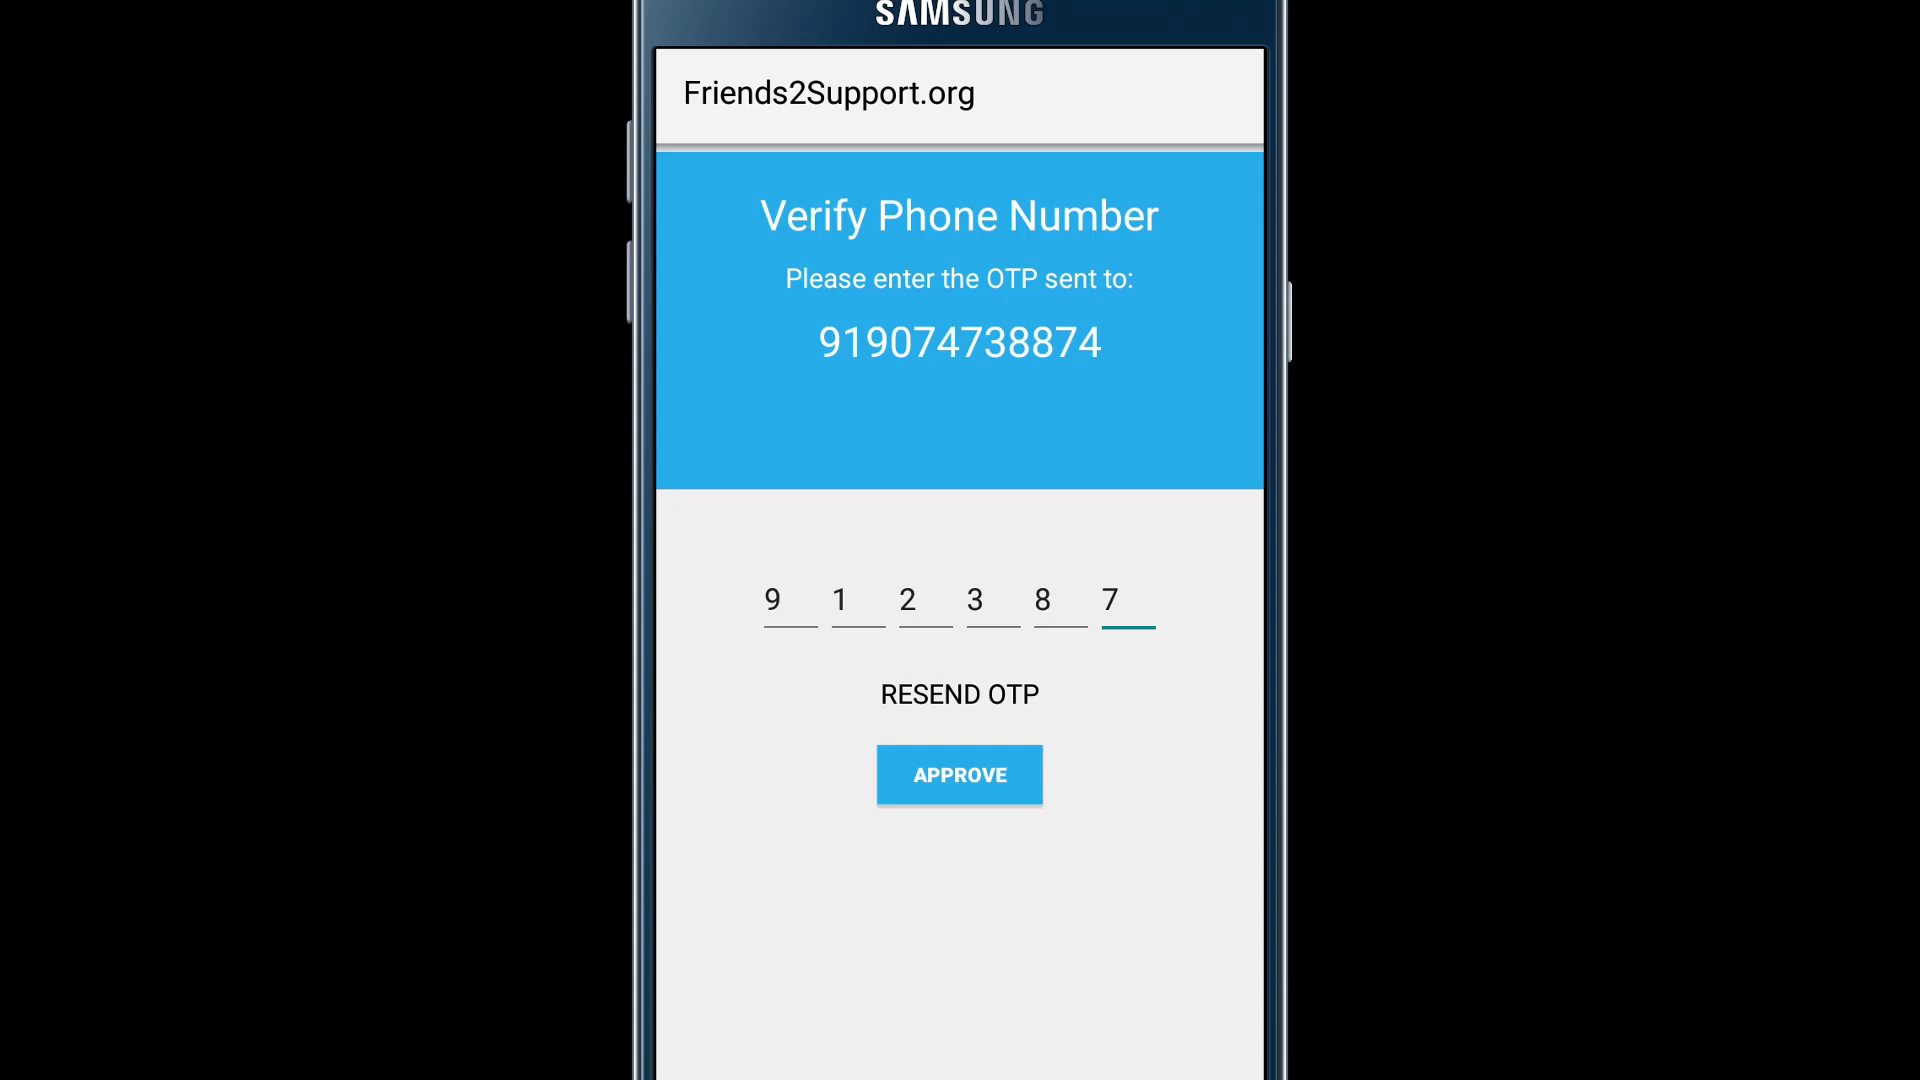 SAMSUNG
Friends2Support.org
Verify Phone Number
Please enter the OTP sent to:
919074738874
9 1 2 3 8 7
RESEND OTP
APPROVE